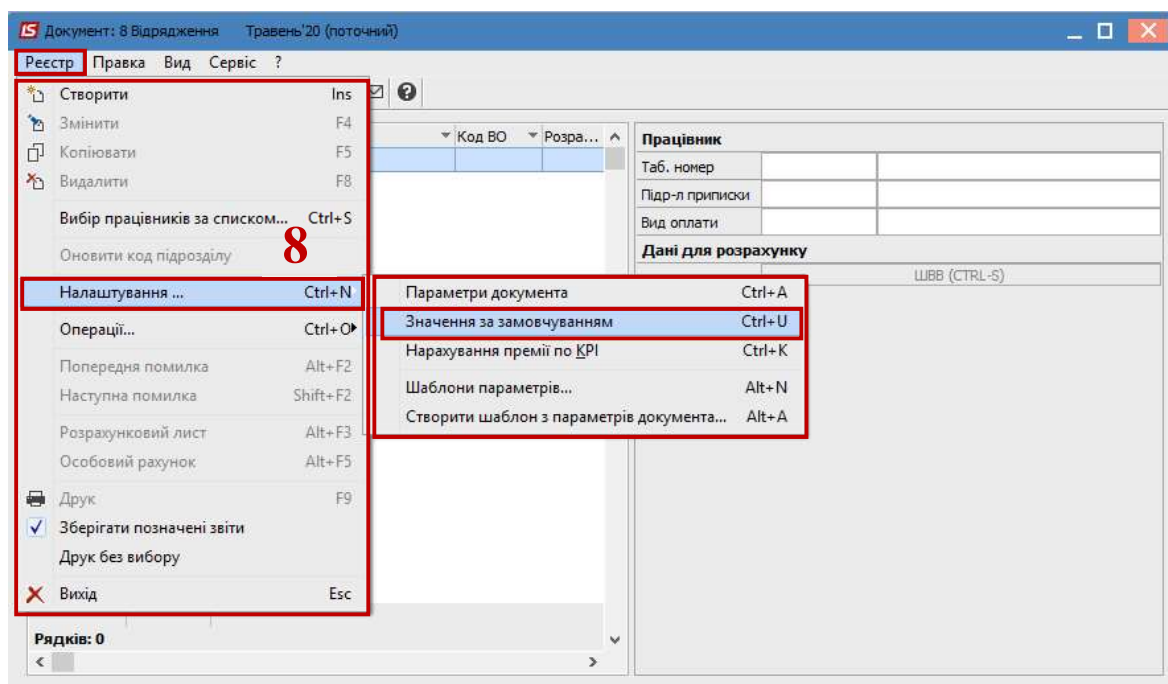 Документ: 8 Відрядження Травень'20 (поточний)
Реєстр Правка Вид Сервіс ?
Створити Ins
Змінити F4
Копіювати F5
Видалити F8
Вибір працівників за списком... Ctrl+S
Оновити код підрозділу
8
Налаштування ... Ctrl+N
Операції... Ctrl+O
Попередня помилка Alt+F2
Наступна помилка Shift+F2
Розрахунковий лист Alt+F3
Особовий рахунок Alt+F5
Друк F9
Зберігати позначені звіти
Друк без вибору
Вихід Esc
Параметри документа Ctrl+A
Значення за замовчуванням Ctrl+U
Нарахування премії по KPI Ctrl+K
Шаблони параметрів... Alt+N
Створити шаблон з параметрів документа... Alt+A
Код ВО Розра...
Рядків: 0
Працівник
Таб. номер
Підр-л приписки
Вид оплати
Дані для розрахунку
ШВВ (CTRL-S)